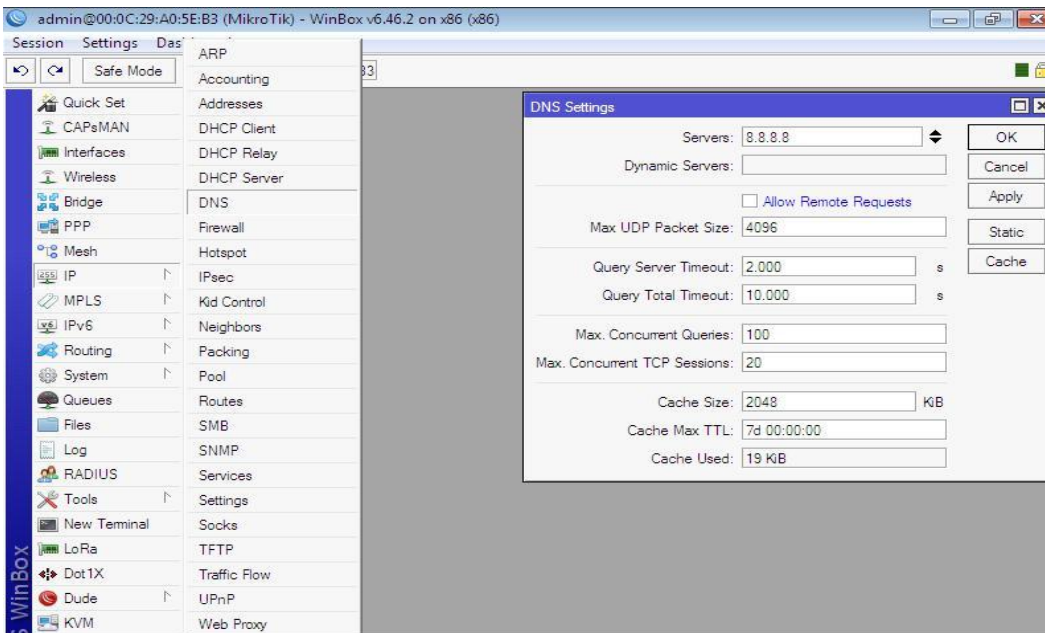 admin@00:0C:29:A0:5E:B3 (MikroTik) - WinBox v6.46.2 on x86 (x86)
Session Settings
Safe Mode
Quick Set
CAPsMAN
Interfaces
Wireless
Bridge
PPP
Mesh
IP
MPLS
IPv6
Routing
System
Queues
Files
Log
RADIUS
Tools
New Terminal
LoRa
Dot1X
Dude
KVM
WinBox
ARP
Accounting
Addresses
DHCP Client
DHCP Relay
DHCP Server
DNS
Firewall
Hotspot
IPsec
Kid Control
Neighbors
Packing
Pool
Routes
SMB
SNMP
Services
Settings
Socks
TFTP
Traffic Flow
UPnP
Web Proxy
DNS Settings
Servers: 8.8.8.8
Dynamic Servers:
Allow Remote Requests
Max UDP Packet Size: 4096
Query Server Timeout: 2.000 s
Query Total Timeout: 10.000 s
Max. Concurrent Queries: 100
Max. Concurrent TCP Sessions: 20
Cache Size: 2048 KiB
Cache Max TTL: 7d 00:00:00
Cache Used: 19 KiB
OK
Cancel
Apply
Static
Cache